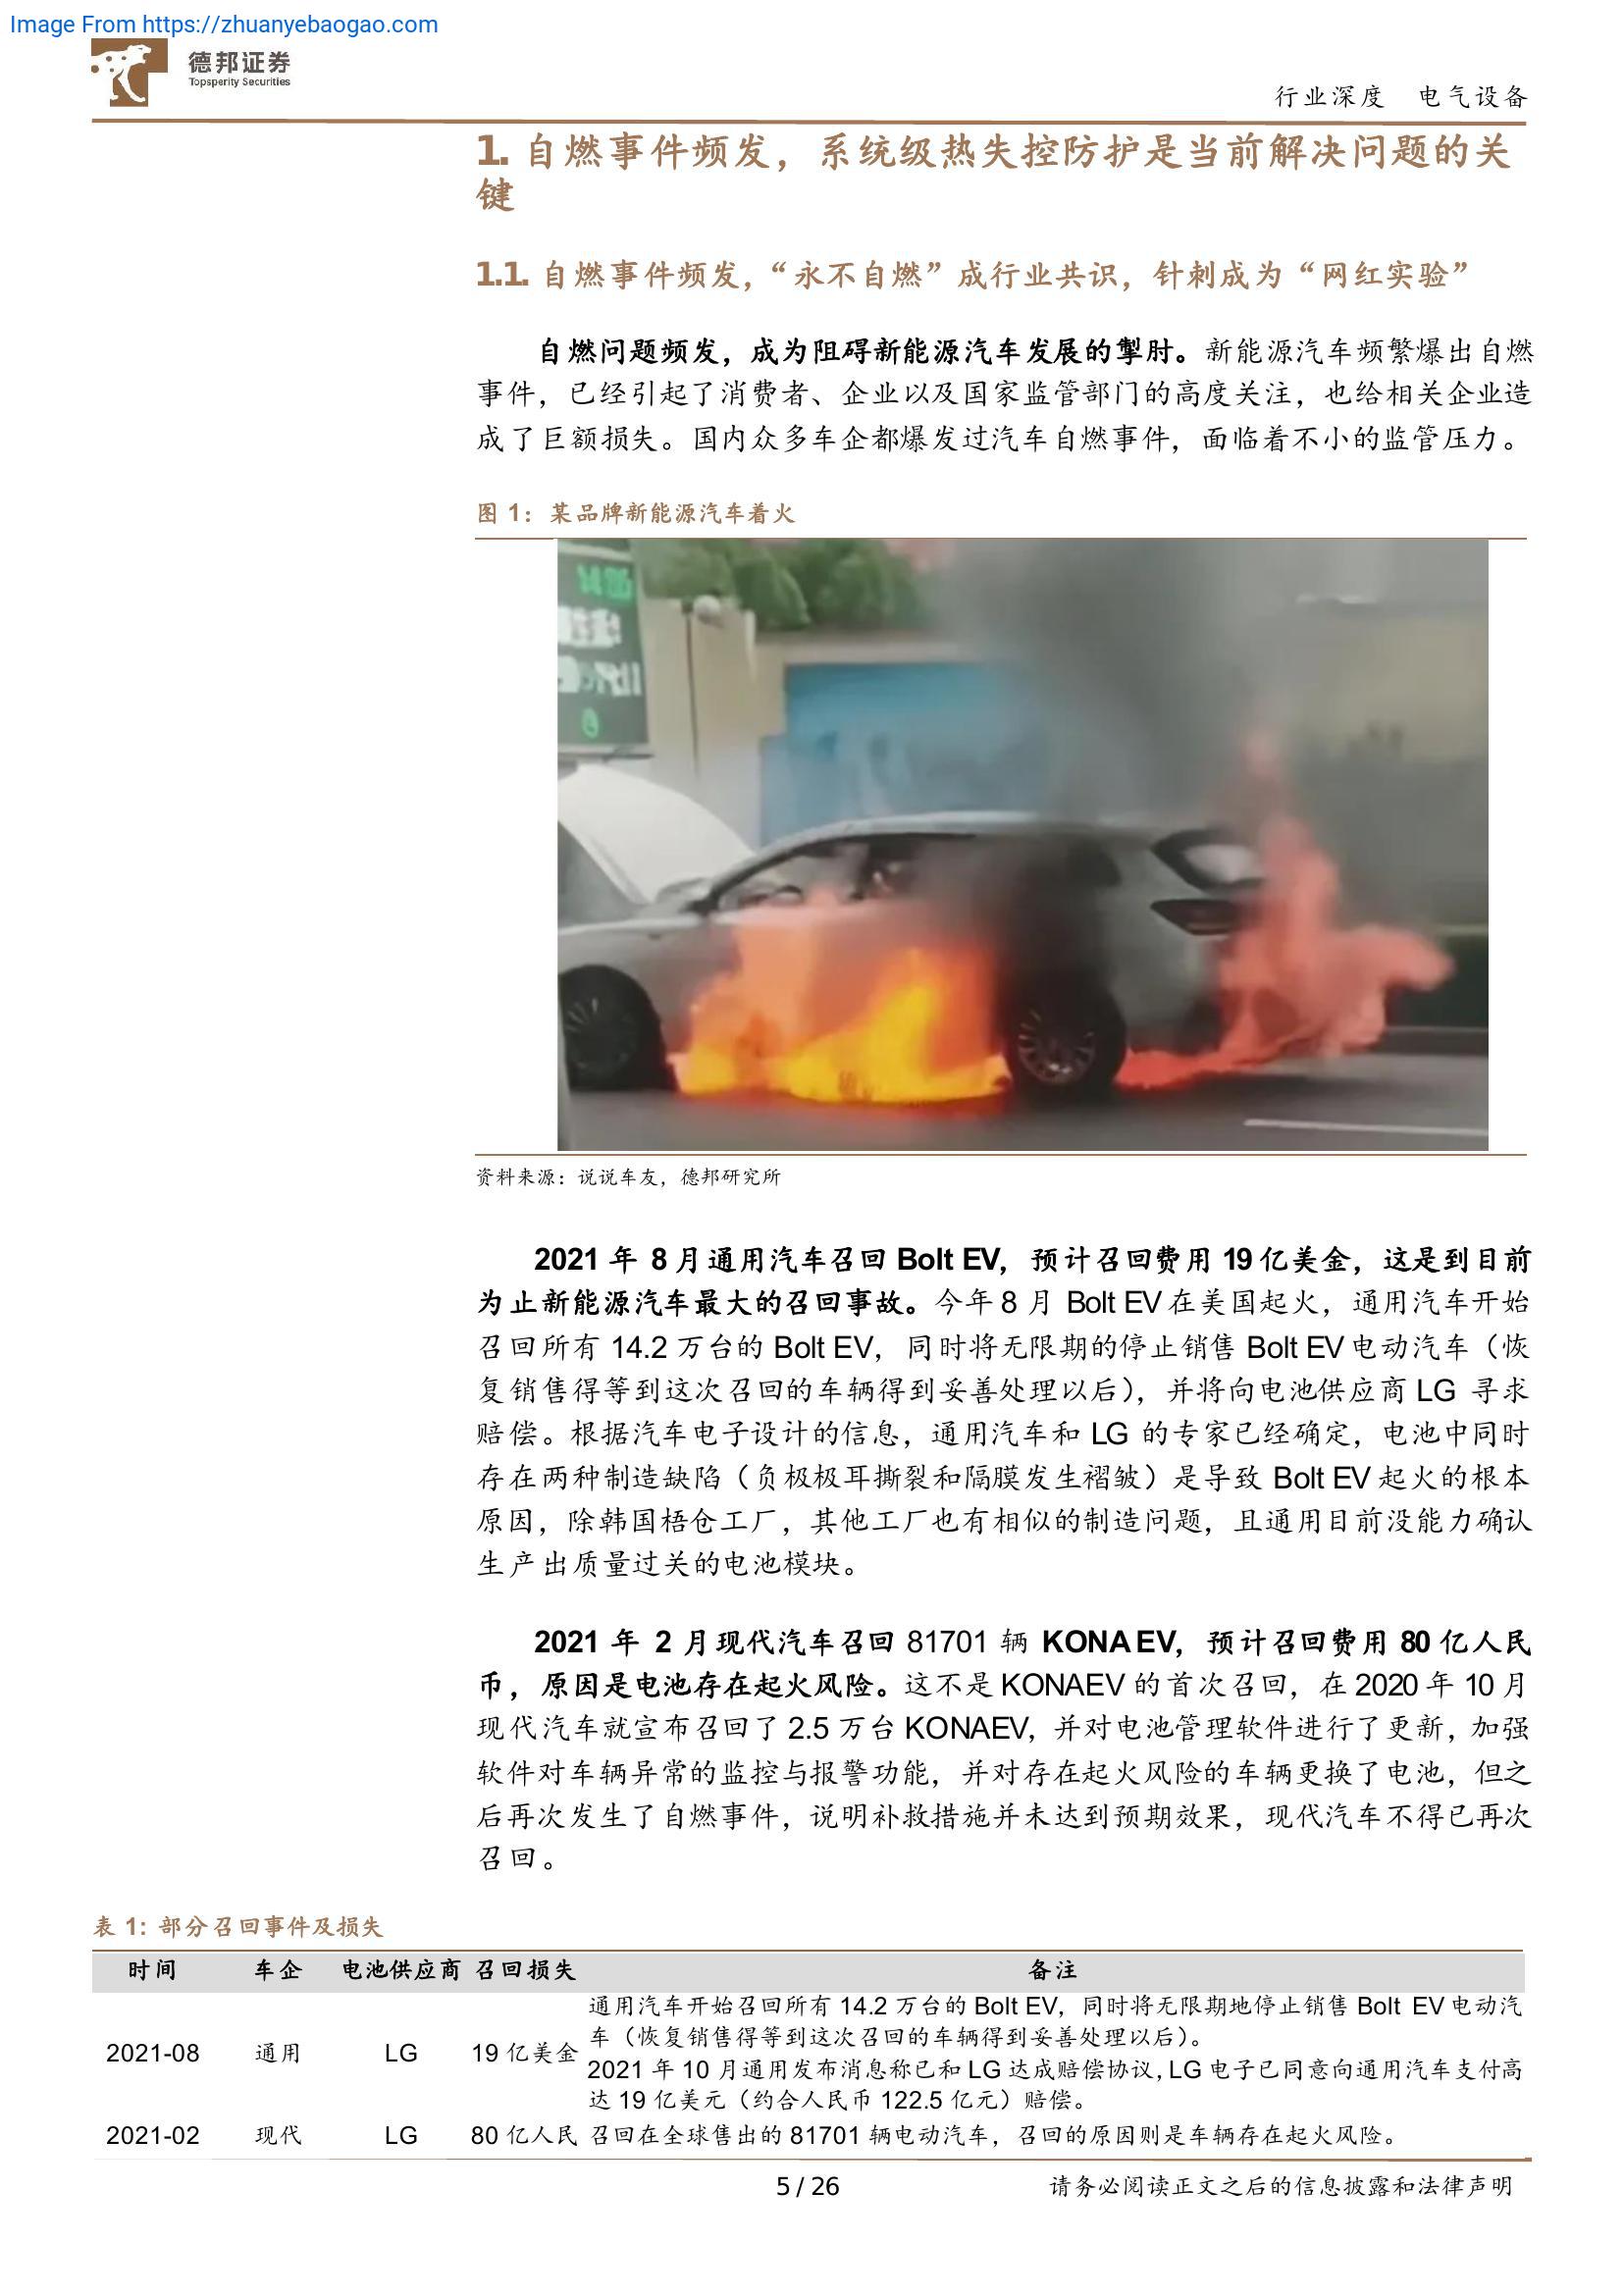 Image From https://zhuanyebaogao.com
德邦证券
Topsperity Securities
行业深度 电气设备
1. 自燃事件频发，系统级热失控防护是当前解决问题的关
键
1.1. 自燃事件频发，“永不自燃”成行业共识，针刺成为“网红实验”
自燃问题频发，成为阻碍新能源汽车发展的掣肘。新能源汽车频繁爆出自燃
事件，已经引起了消费者、企业以及国家监管部门的高度关注，也给相关企业造
成了巨额损失。国内众多车企都爆发过汽车自燃事件，面临着不小的监管压力。
图 1：某品牌新能源汽车着火
资料来源：说说车友，德邦研究所
2021 年 8 月通用汽车召回 Bolt EV，预计召回费用 19 亿美金，这是到目前
为止新能源汽车最大的召回事故。今年 8 月 Bolt EV 在美国起火，通用汽车开始
召回所有 14.2 万台的 Bolt EV，同时将无限期的停止销售 Bolt EV 电动汽车（恢
复销售得等到这次召回的车辆得到妥善处理以后），并将向电池供应商 LG 寻求
赔偿。根据汽车电子设计的信息，通用汽车和 LG 的专家已经确定，电池中同时
存在两种制造缺陷（负极极耳撕裂和隔膜发生褶皱）是导致 Bolt EV 起火的根本
原因，除韩国梧仓工厂，其他工厂也有相似的制造问题，且通用目前没能力确认
生产出质量过关的电池模块。
2021 年 2 月现代汽车召回 81701 辆 KONA EV，预计召回费用 80 亿人民
币，原因是电池存在起火风险。这不是 KONAEV 的首次召回，在 2020 年 10 月
现代汽车就宣布召回了 2.5 万台 KONAEV，并对电池管理软件进行了更新，加强
软件对车辆异常的监控与报警功能，并对存在起火风险的车辆更换了电池，但之
后再次发生了自燃事件，说明补救措施并未达到预期效果，现代汽车不得已再次
召回。
表 1: 部分召回事件及损失
时间 车企 电池供应商 召回损失 备注
通用汽车开始召回所有 14.2 万台的 Bolt EV，同时将无限期地停止销售 Bolt EV 电动汽
车（恢复销售得等到这次召回的车辆得到妥善处理以后）。
2021-08 通用 LG 19 亿美金
2021 年 10 月通用发布消息称已和 LG 达成赔偿协议，LG 电子已同意向通用汽车支付高
达 19 亿美元（约合人民币 122.5 亿元）赔偿。
2021-02 现代 LG 80 亿人民 召回在全球售出的 81701 辆电动汽车，召回的原因则是车辆存在起火风险。
5 / 26 请务必阅读正文之后的信息披露和法律声明